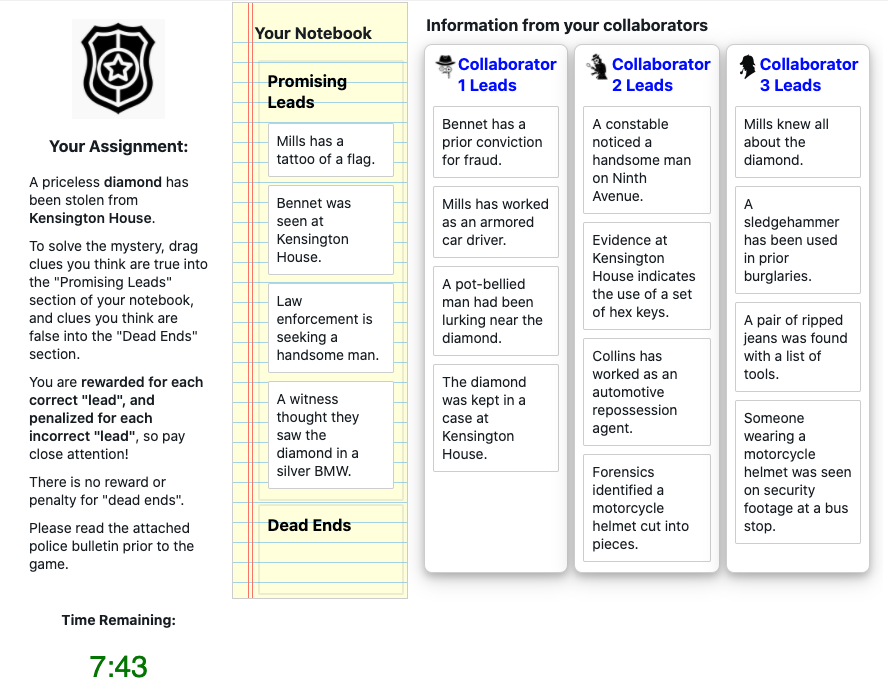 Your Assignment:
A priceless diamond has
been stolen from
Kensington House.
To solve the mystery, drag
clues you think are true into
the "Promising Leads"
section of your notebook,
and clues you think are
false into the "Dead Ends"
section.
You are rewarded for each
correct "lead", and
penalized for each
incorrect "lead", so pay
close attention!
There is no reward or
penalty for "dead ends".
Please read the attached
police bulletin prior to the
game.
Time Remaining:
7:43
Your Notebook
Promising
Leads
Mills has a
tattoo of a flag.
Bennet was
seen at
Kensington
House.
Law
enforcement is
seeking a
handsome man.
A witness
thought they
saw the
diamond in a
silver BMW.
Dead Ends
Information from your collaborators
Collaborator
1 Leads
Bennet has a
prior conviction
for fraud.
Mills has worked
as an armored
car driver.
A pot-bellied
man had been
lurking near the
diamond.
The diamond
was kept in a
case at
Kensington
House.
Collaborator
2 Leads
A constable
noticed a
handsome man
on Ninth
Avenue.
Evidence at
Kensington
House indicates
the use of a set
of hex keys.
Collins has
worked as an
automotive
repossession
agent.
Forensics
identified a
motorcycle
helmet cut into
pieces.
Collaborator
3 Leads
Mills knew all
about the
diamond.
A
sledgehammer
has been used
in prior
burglaries.
A pair of ripped
jeans was found
with a list of
tools.
Someone
wearing a
motorcycle
helmet was seen
on security
footage at a bus
stop.